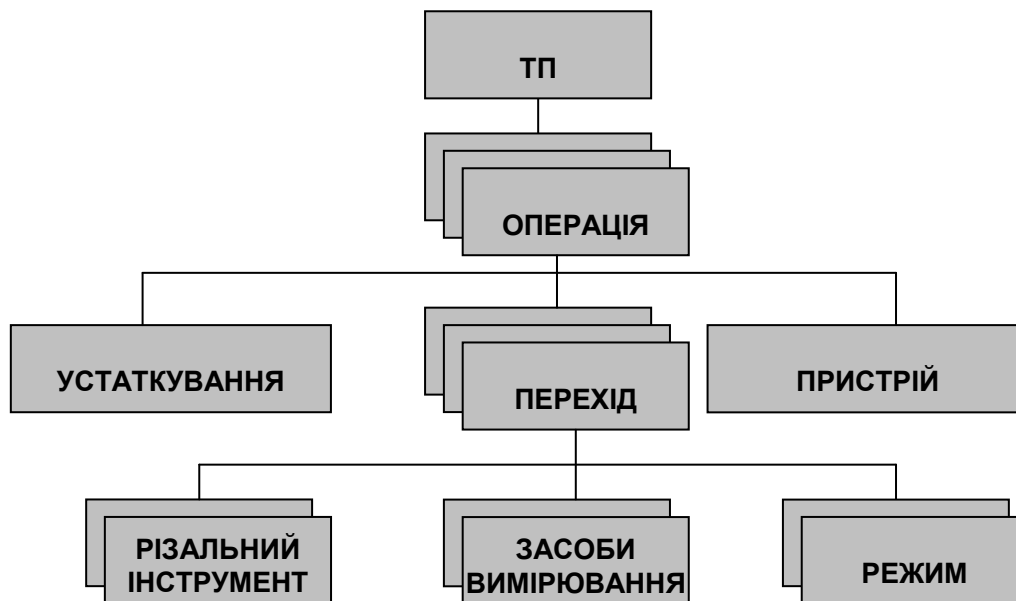 ТП
ОПЕРАЦІЯ
УСТАТКУВАННЯ
ПЕРЕХІД
ПРИСТРІЙ
РІЗАЛЬНИЙ
ІНСТРУМЕНТ
ЗАСОБИ
ВИМІРЮВАННЯ
РЕЖИМ